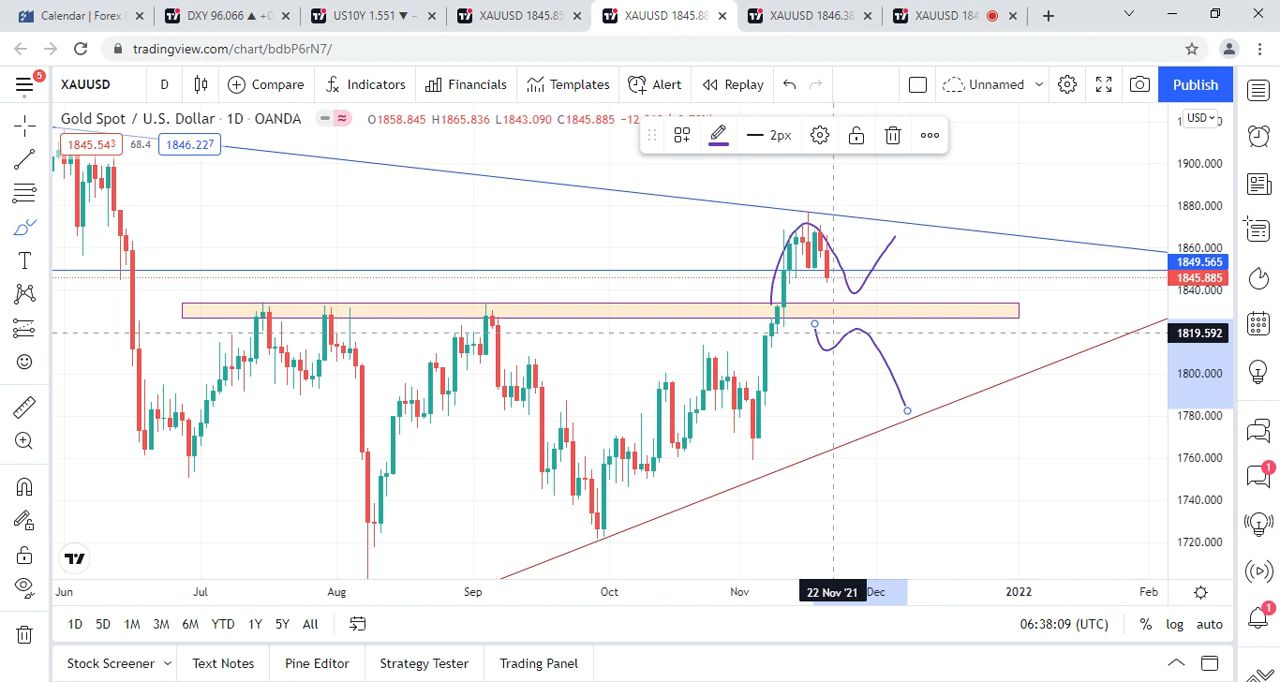 Calendar | Forex F
DXY 96.066 ▲ +0
US10Y 1.551 ▼ −
XAUUSD 1845.85
XAUUSD 1845.88
XAUUSD 1846.38
XAUUSD 184
tradingview.com/chart/bdbP6rN7/
5
XAUUSD D Compare Indicators Financials Templates Alert Replay Unnamed Publish
Gold Spot / U.S. Dollar · 1D · OANDA O1858.845 H1865.836 L1843.090 C1845.885
USD
1845.543 68.4 1846.227
2px
1900.000
1880.000
1860.000
1849.565
1845.885
1840.000
1819.592
1800.000
1780.000
1760.000
1740.000
1720.000
1
1
Jun Jul Aug Sep Oct Nov 22 Nov '21 Dec 2022 Feb
1D 5D 1M 3M 6M YTD 1Y 5Y All 06:38:09 (UTC) % log auto
Stock Screener Text Notes Pine Editor Strategy Tester Trading Panel